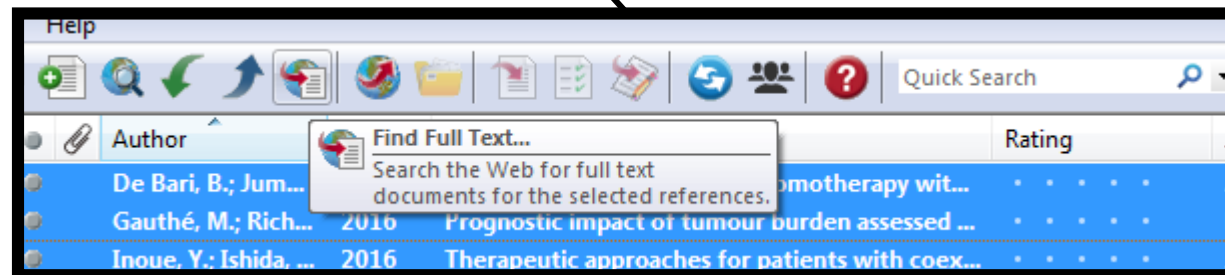 Help
Quick Search
Author
Rating
Find Full Text...
Search the Web for full text
documents for the selected references.
De Bari, B.; Jum... wit...
Gauthé, M.; Rich... 2016 Prognostic impact of tumour burden assessed ...
Inoue, Y.; Ishida, ... 2016 Therapeutic approaches for patients with coex...